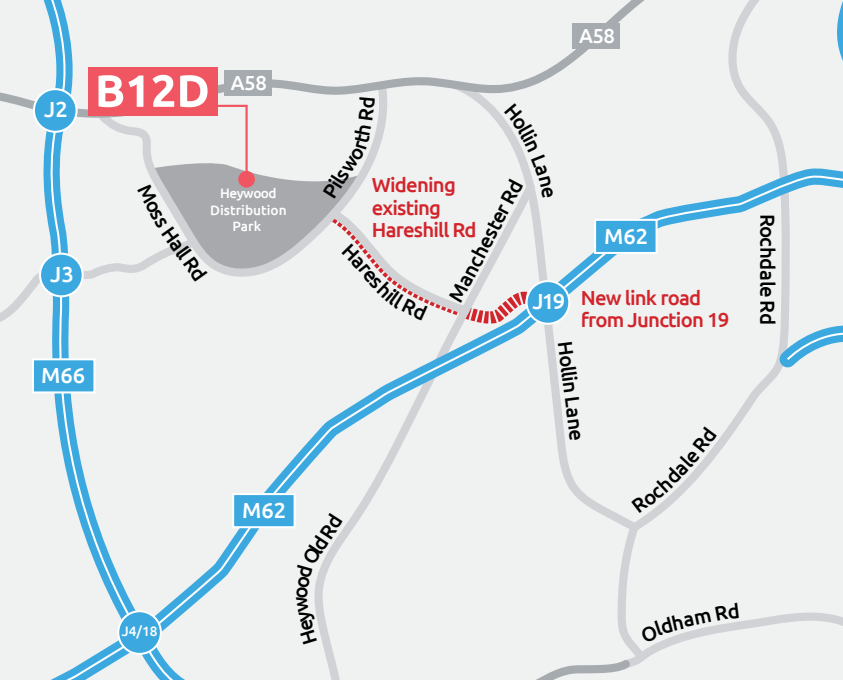 A58
A58
B12D
J2
Pilsworth Rd
Hollin Lane
Widening
existing
Hareshill Rd
Heywood
Distribution
Park
Moss Hall Rd
Manchester Rd
M62
Rochdale Rd
J3
Hareshill Rd
J19
New link road
from Junction 19
M66
Hollin Lane
Rochdale Rd
M62
Heywood Old Rd
J4/18
Oldham Rd